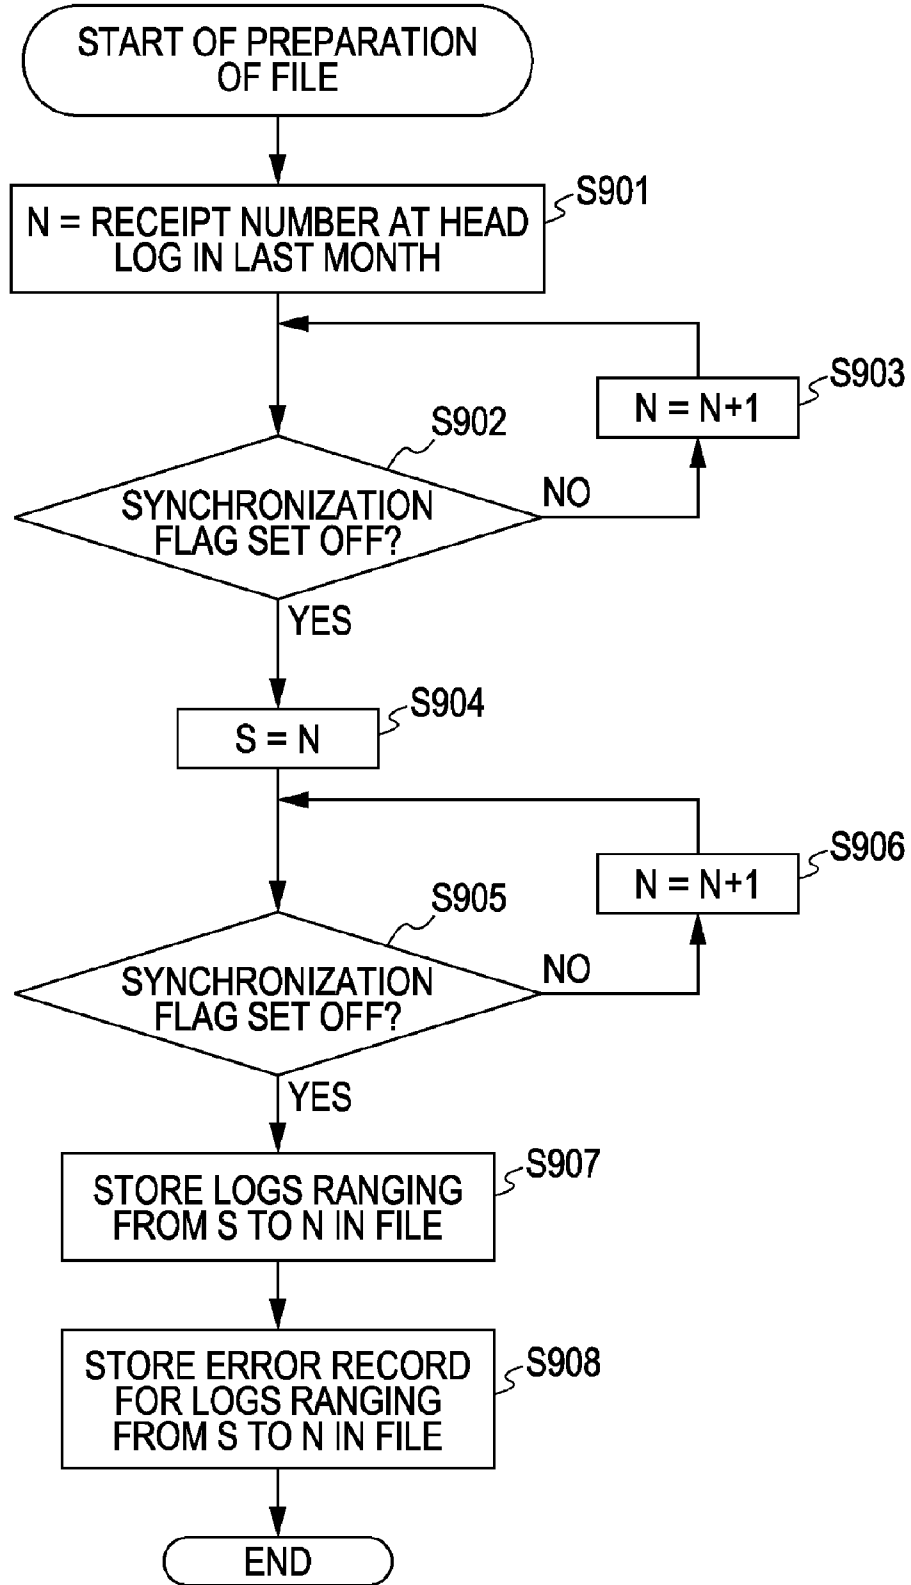 START OF PREPARATION
OF FILE
S901
N = RECEIPT NUMBER AT HEAD
LOG IN LAST MONTH
S903
N = N+1
S902
SYNCHRONIZATION
FLAG SET OFF?
NO
YES
S904
S = N
S906
N = N+1
S905
SYNCHRONIZATION
FLAG SET OFF?
NO
YES
S907
STORE LOGS RANGING
FROM S TO N IN FILE
S908
STORE ERROR RECORD
FOR LOGS RANGING
FROM S TO N IN FILE
END